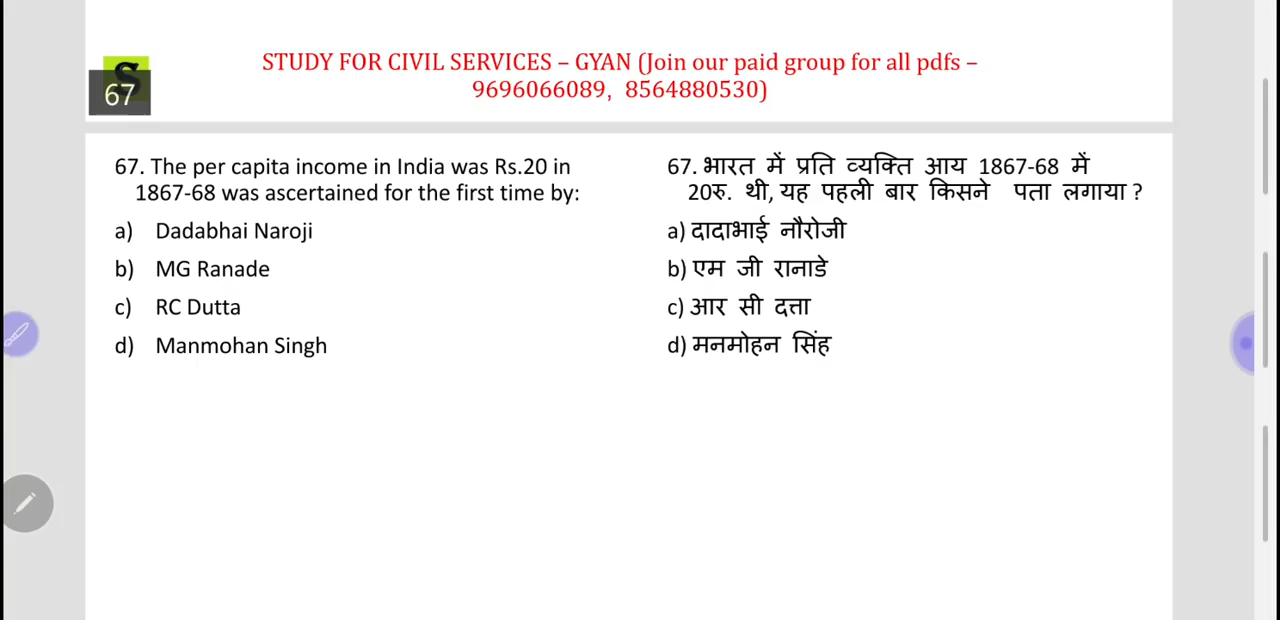 STUDY FOR CIVIL SERVICES – GYAN (Join our paid group for all pdfs –
9696066089, 8564880530)
S
67
67. The per capita income in India was Rs.20 in
1867-68 was ascertained for the first time by:
a) Dadabhai Naroji
b) MG Ranade
c) RC Dutta
d) Manmohan Singh
67. भारत में प्रति व्यक्ति आय 1867-68 में
20रु. थी, यह पहली बार किसने पता लगाया ?
a) दादाभाई नौरोजी
b) एम जी रानाडे
c) आर सी दत्ता
d) मनमोहन सिंह